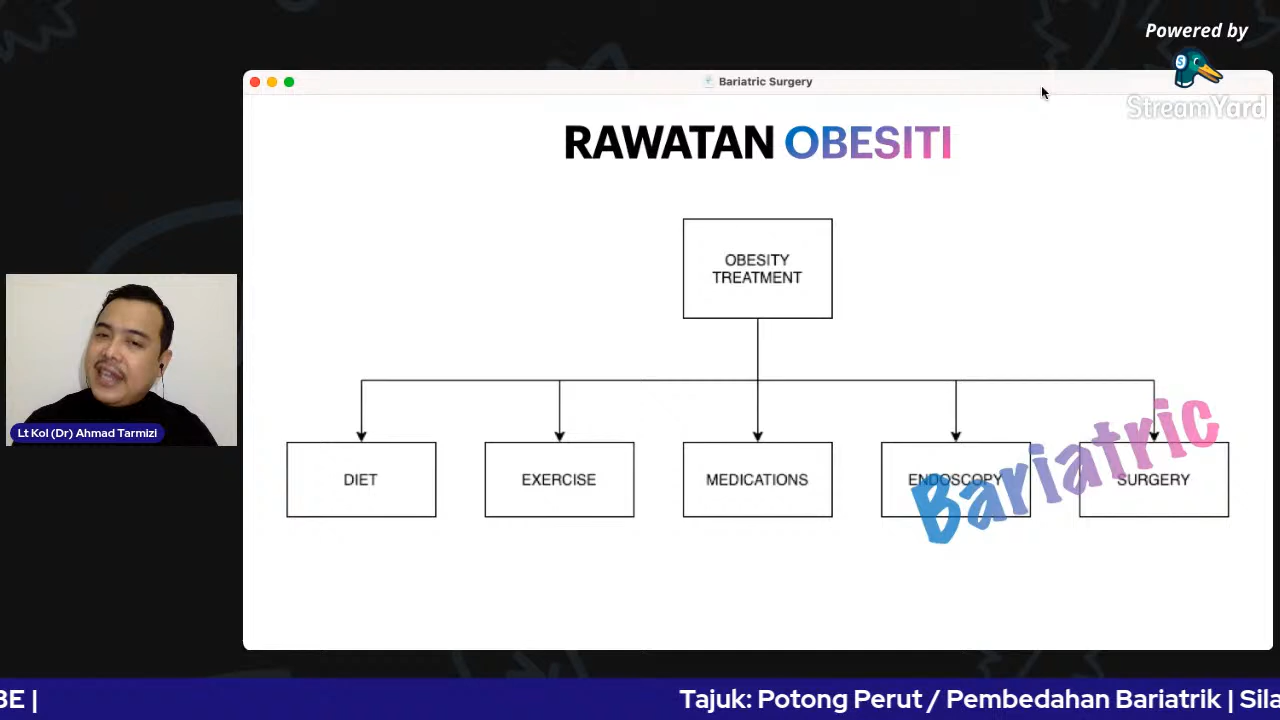 Powered by
StreamYard
Bariatric Surgery
RAWATAN OBESITI
OBESITY
TREATMENT
DIET
EXERCISE
MEDICATIONS
ENDOSCOPY
SURGERY
Bariatric
Lt Kol (Dr) Ahmad Tarmizi
BE | Tajuk: Potong Perut / Pembedahan Bariatrik |